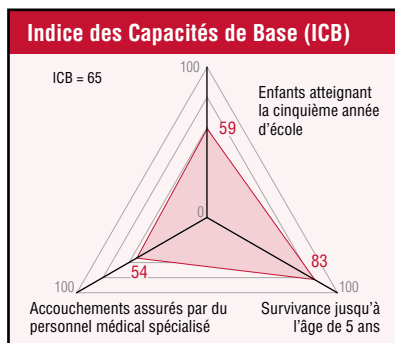 Indice des Capacités de Base (ICB)
ICB = 65
100
Enfants atteignant
la cinquième année
d'école
59
0
83
54
100
100
Accouchements assurés par du
personnel médical spécialisé
Survivance jusqu'à
l'âge de 5 ans